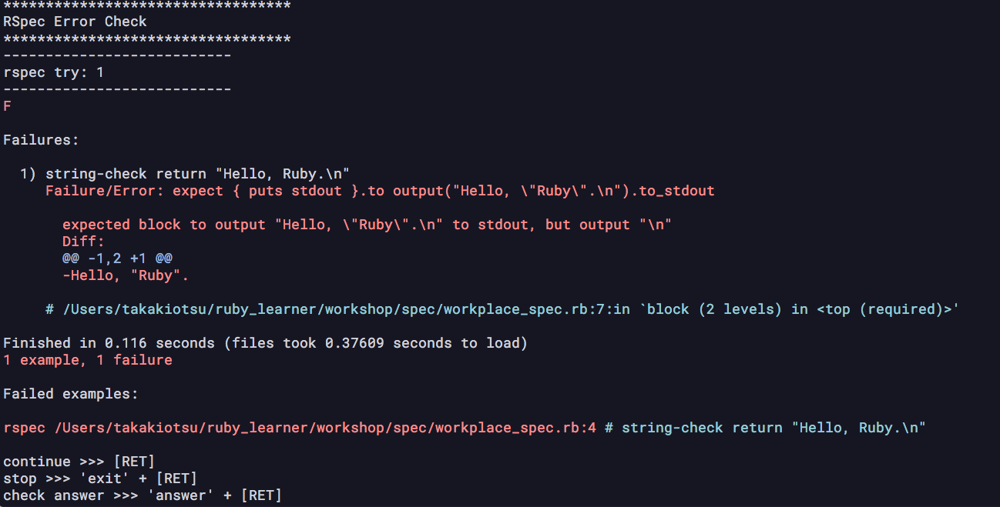 **********************************
RSpec Error Check
**********************************
---------------------------
rspec try: 1
---------------------------
F
Failures:
1) string-check return "Hello, Ruby.\n"
Failure/Error: expect { puts stdout }.to output("Hello, \"Ruby\".\n").to_stdout
expected block to output "Hello, \"Ruby\".\n" to stdout, but output "\n"
Diff:
@@ -1,2 +1 @@
-Hello, "Ruby".
# /Users/takakiotsu/ruby_learner/workshop/spec/workplace_spec.rb:7:in `block (2 levels) in <top (required)>'
Finished in 0.116 seconds (files took 0.37609 seconds to load)
1 example, 1 failure
Failed examples:
rspec /Users/takakiotsu/ruby_learner/workshop/spec/workplace_spec.rb:4 # string-check return "Hello, Ruby.\n"
continue >>> [RET]
stop >>> 'exit' + [RET]
check answer >>> 'answer' + [RET]